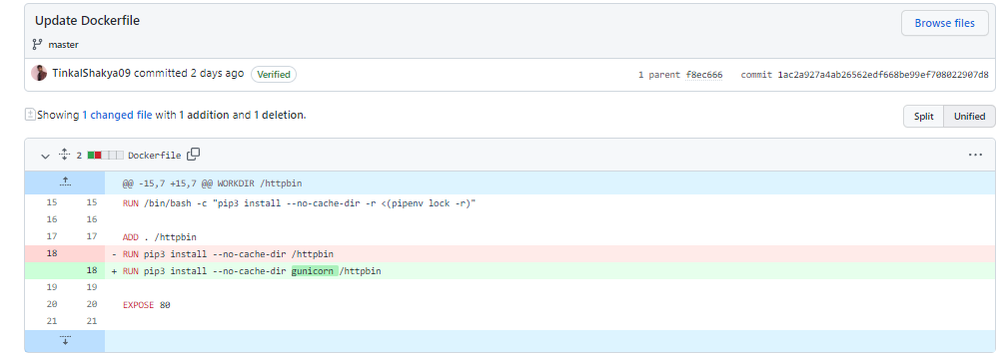 Update Dockerfile
Browse files
master
TinkalShakya09 committed 2 days ago Verified
1 parent f8ec666 commit 1ac2a927a4ab26562edf668be99ef708022907d8
Showing 1 changed file with 1 addition and 1 deletion.
Split Unified
2 Dockerfile
@@ -15,7 +15,7 @@ WORKDIR /httpbin
15 15 RUN /bin/bash -c "pip3 install --no-cache-dir -r <(pipenv lock -r)"
16 16
17 17 ADD . /httpbin
18 - RUN pip3 install --no-cache-dir /httpbin
18 + RUN pip3 install --no-cache-dir gunicorn /httpbin
19 19
20 20 EXPOSE 80
21 21